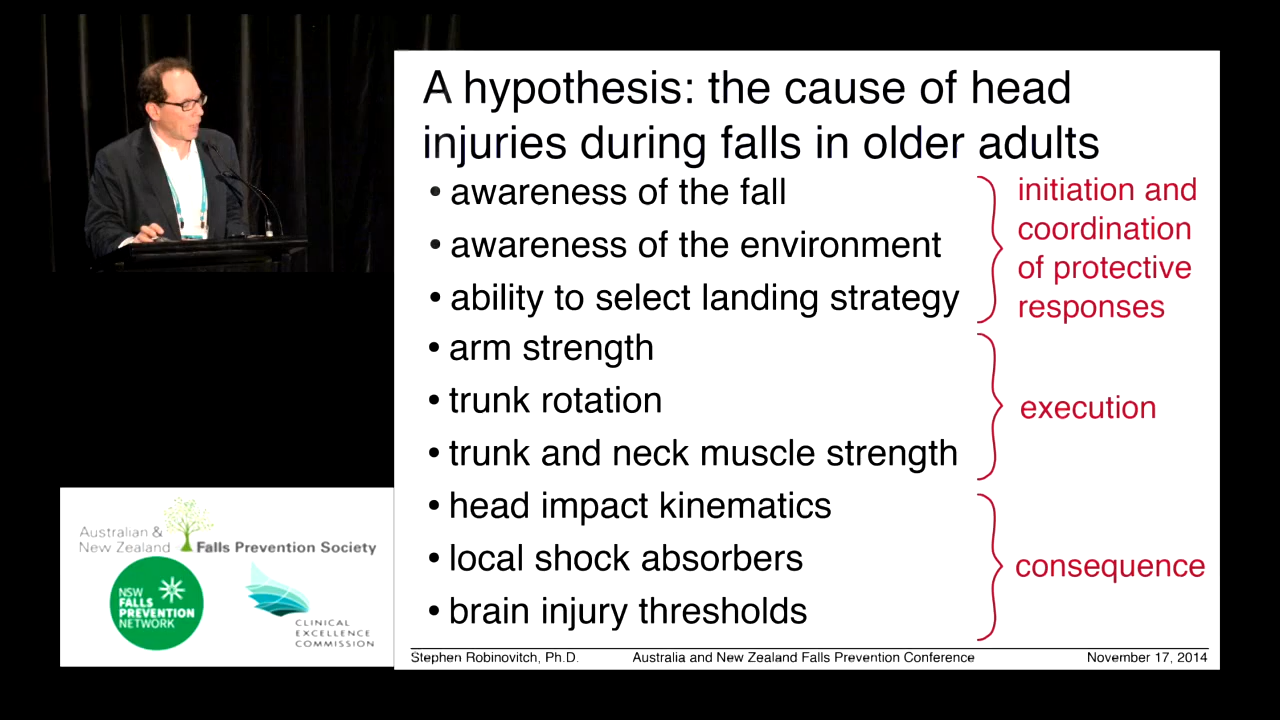 A hypothesis: the cause of head
injuries during falls in older adults
• awareness of the fall
• awareness of the environment
• ability to select landing strategy
initiation and
coordination
of protective
responses
• arm strength
• trunk rotation
• trunk and neck muscle strength
execution
• head impact kinematics
• local shock absorbers
• brain injury thresholds
consequence
Stephen Robinovitch, Ph.D. Australia and New Zealand Falls Prevention Conference November 17, 2014
Australian &
New Zealand Falls Prevention Society
NSW
FALLS
PREVENTION
NETWORK
CLINICAL
EXCELLENCE
COMMISSION